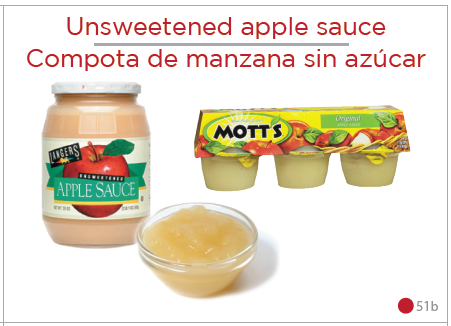 Unsweetened apple sauce
Compota de manzana sin azúcar
LANGERS
UNSWEETENED
APPLE SAUCE
MOTT'S
Original
51b